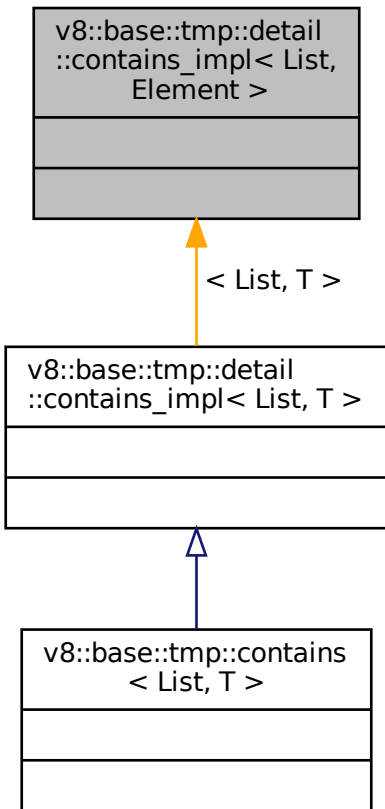 v8::base::tmp::detail
::contains_impl< List,
Element >
< List, T >
v8::base::tmp::detail
::contains_impl< List, T >
v8::base::tmp::contains
< List, T >